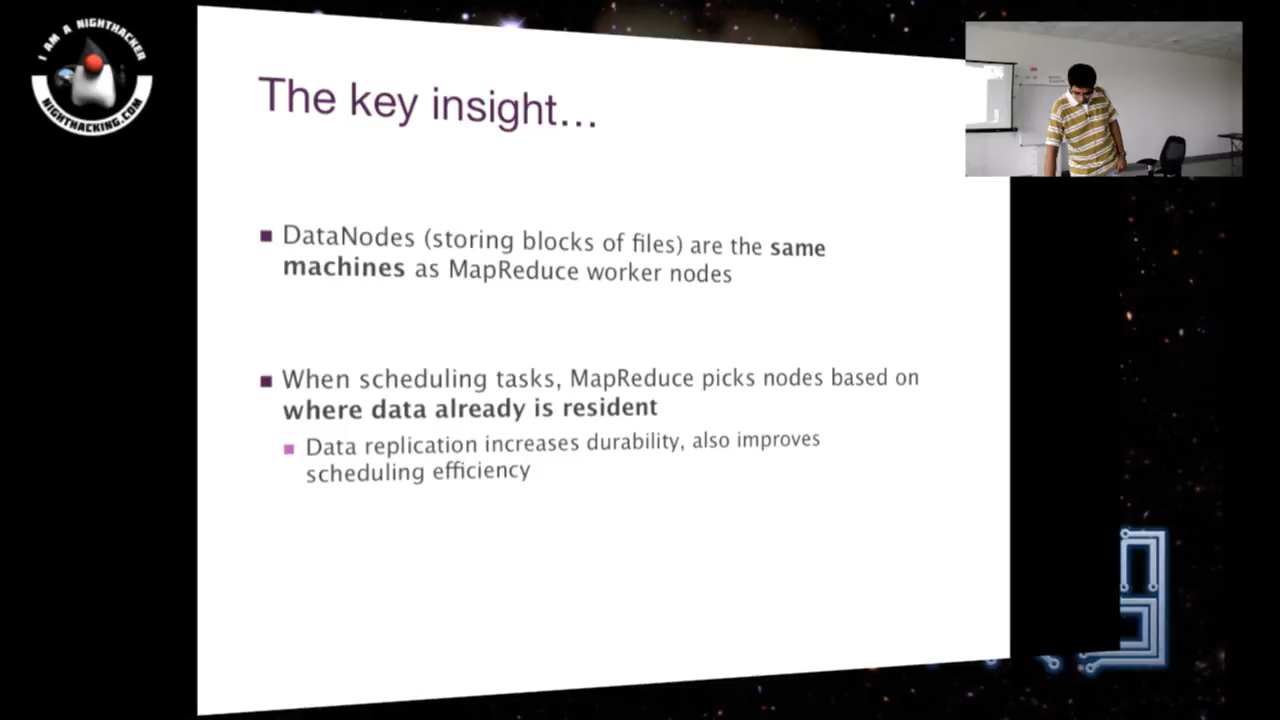 I AM A NIGHTHACKER
NIGHTHACKING.COM
The key insight...
DataNodes (storing blocks of files) are the same
machines as MapReduce worker nodes
When scheduling tasks, MapReduce picks nodes based on
where data already is resident
Data replication increases durability, also improves
scheduling efficiency